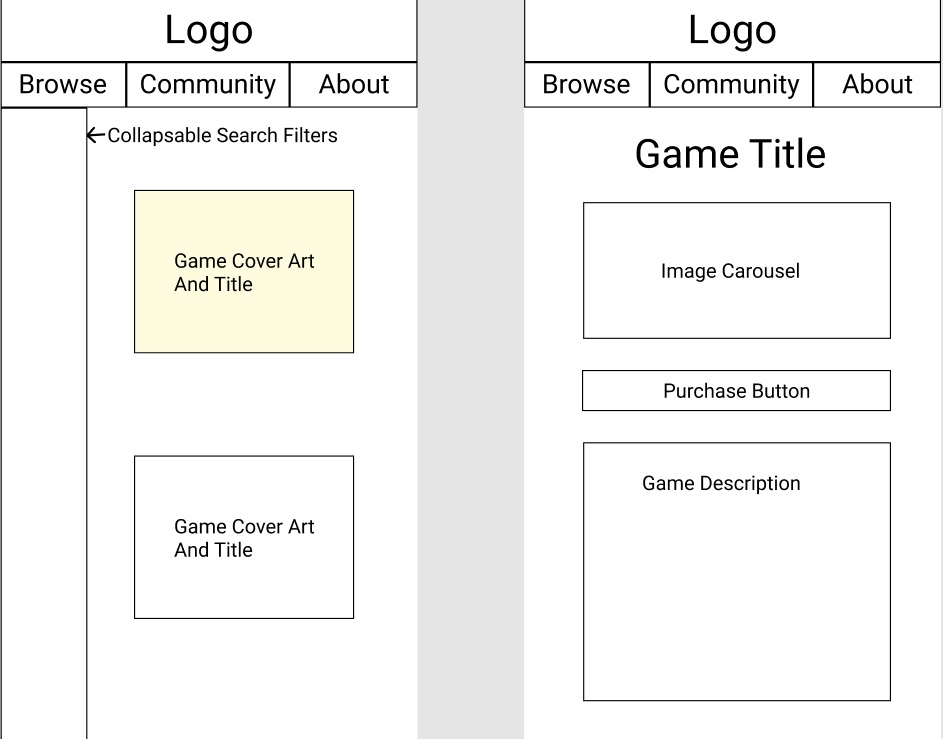 Logo
Browse
Community
About
Collapsable Search Filters
Game Cover Art
And Title
Game Cover Art
And Title
Logo
Browse
Community
About
Game Title
Image Carousel
Purchase Button
Game Description